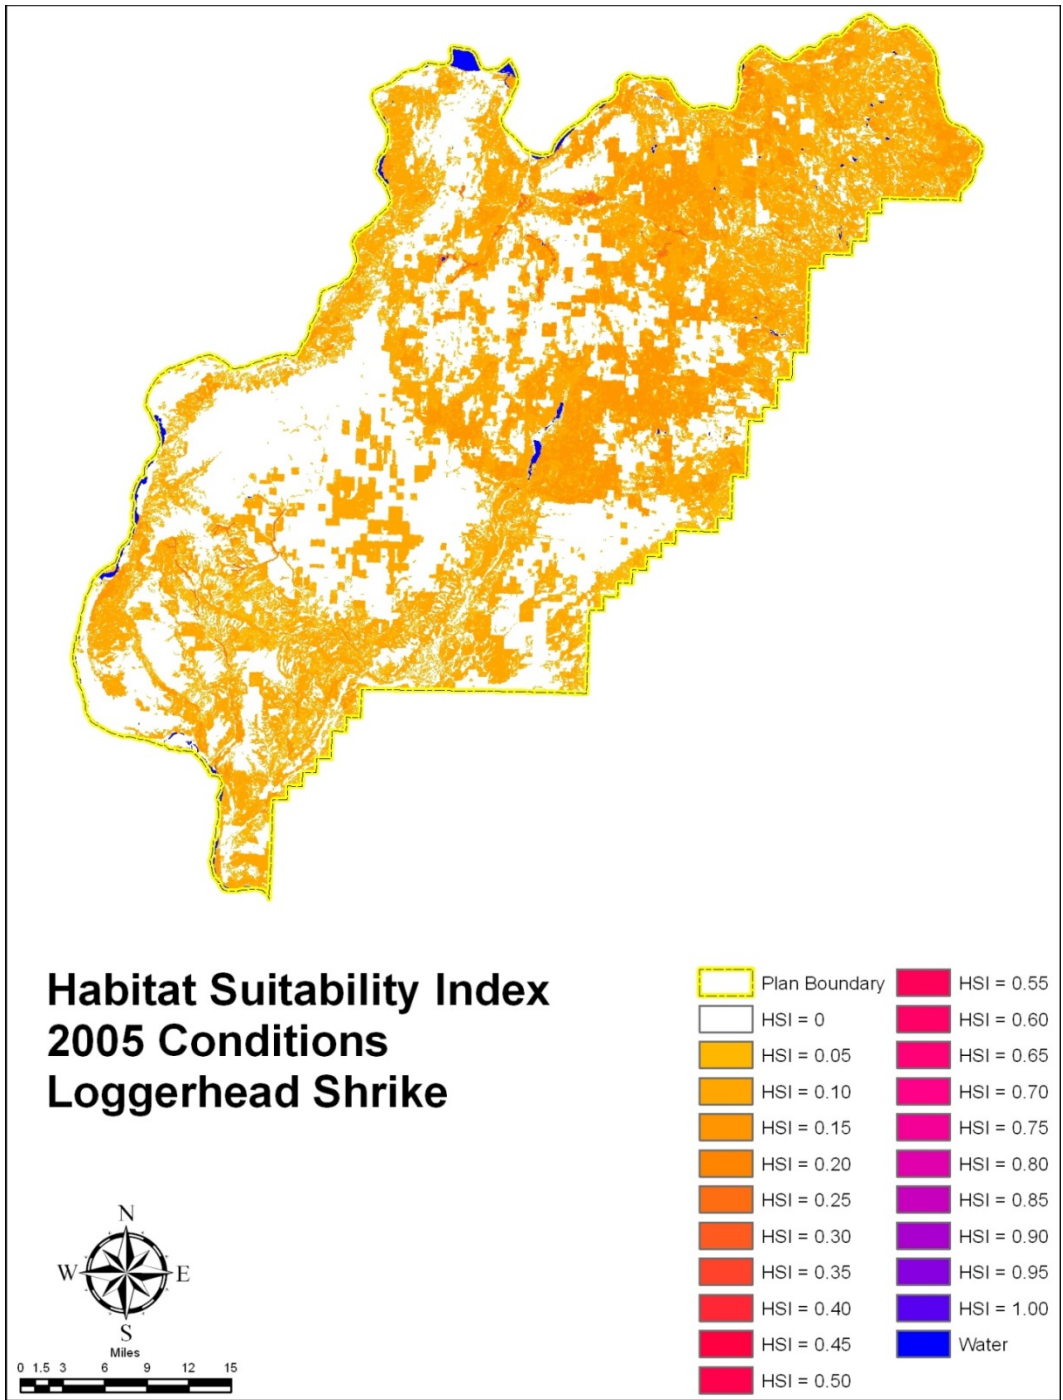 Habitat Suitability Index
2005 Conditions
Loggerhead Shrike
N
W E
S
Miles
0 1.5 3 6 9 12 15
Plan Boundary
HSI = 0
HSI = 0.05
HSI = 0.10
HSI = 0.15
HSI = 0.20
HSI = 0.25
HSI = 0.30
HSI = 0.35
HSI = 0.40
HSI = 0.45
HSI = 0.50
HSI = 0.55
HSI = 0.60
HSI = 0.65
HSI = 0.70
HSI = 0.75
HSI = 0.80
HSI = 0.85
HSI = 0.90
HSI = 0.95
HSI = 1.00
Water